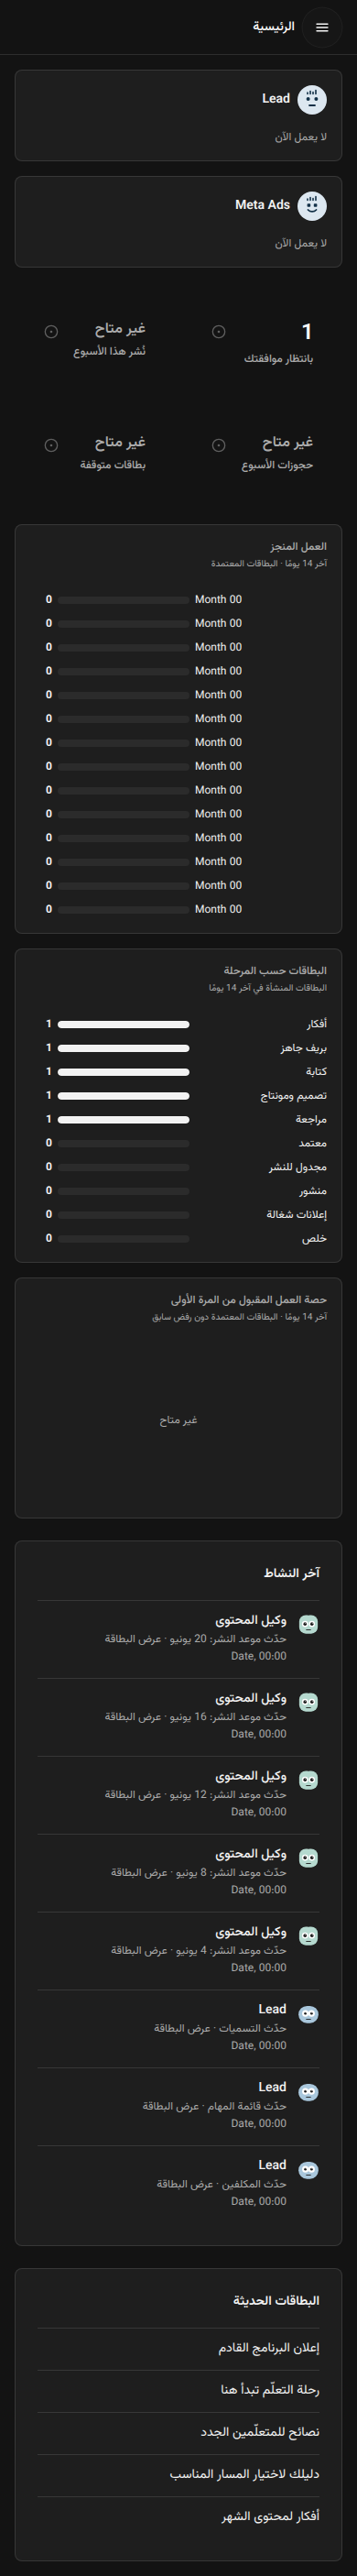 الرئيسية
Lead
لا يعمل الآن
Meta Ads
لا يعمل الآن
1
بانتظار موافقتك
غير متاح
نُشر هذا الأسبوع
غير متاح
حجوزات الأسبوع
غير متاح
بطاقات متوقفة
العمل المنجز
آخر 14 يومًا · البطاقات المعتمدة
Month 00 0
Month 00 0
Month 00 0
Month 00 0
Month 00 0
Month 00 0
Month 00 0
Month 00 0
Month 00 0
Month 00 0
Month 00 0
Month 00 0
Month 00 0
Month 00 0
البطاقات حسب المرحلة
البطاقات المنشأة في آخر 14 يومًا
أفكار 1
بريف جاهز 1
كتابة 1
تصميم ومونتاج 1
مراجعة 1
معتمد 0
مجدول للنشر 0
منشور 0
إعلانات شغالة 0
خلص 0
حصة العمل المقبول من المرة الأولى
آخر 14 يومًا · البطاقات المعتمدة دون رفض سابق
غير متاح
آخر النشاط
وكيل المحتوى
حدّث موعد النشر: 20 يونيو · عرض البطاقة
Date, 00:00
وكيل المحتوى
حدّث موعد النشر: 16 يونيو · عرض البطاقة
Date, 00:00
وكيل المحتوى
حدّث موعد النشر: 12 يونيو · عرض البطاقة
Date, 00:00
وكيل المحتوى
حدّث موعد النشر: 8 يونيو · عرض البطاقة
Date, 00:00
وكيل المحتوى
حدّث موعد النشر: 4 يونيو · عرض البطاقة
Date, 00:00
Lead
حدّث التسميات · عرض البطاقة
Date, 00:00
Lead
حدّث قائمة المهام · عرض البطاقة
Date, 00:00
Lead
حدّث المكلفين · عرض البطاقة
Date, 00:00
البطاقات الحديثة
إعلان البرنامج القادم
رحلة التعلّم تبدأ هنا
نصائح للمتعلّمين الجدد
دليلك لاختيار المسار المناسب
أفكار لمحتوى الشهر